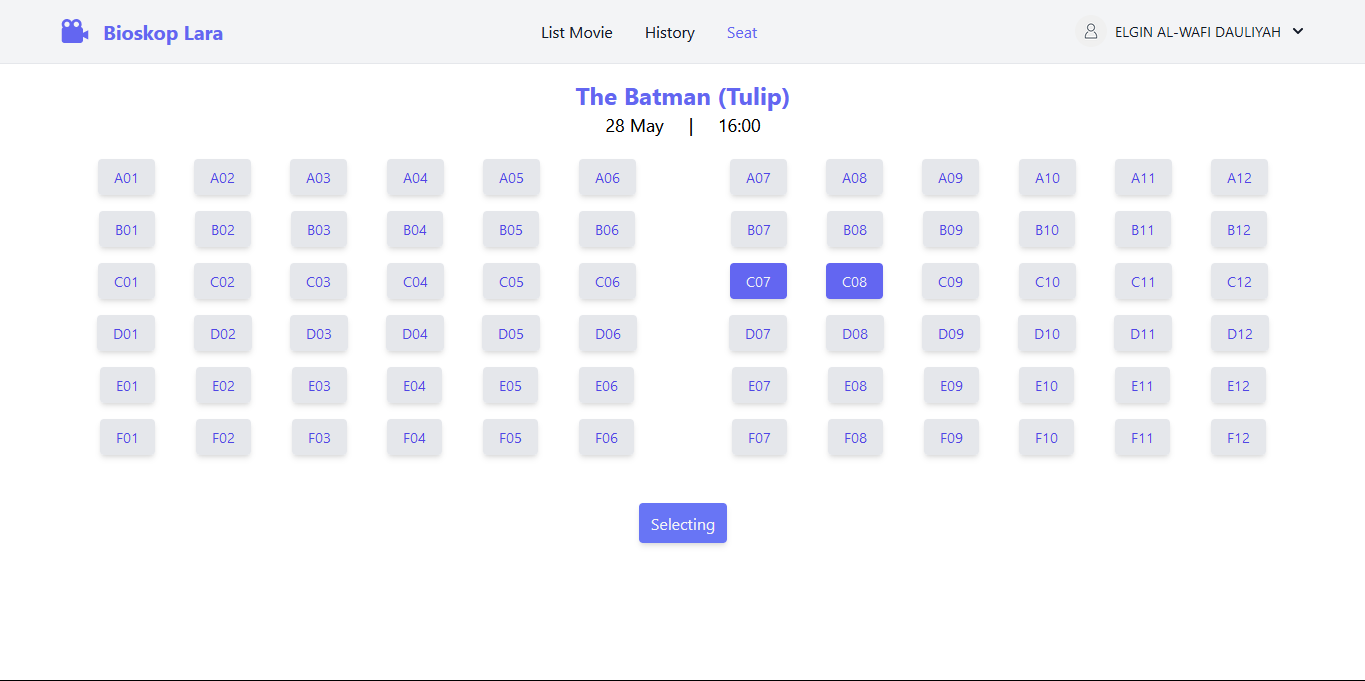 Bioskop Lara List Movie History Seat ELGIN AL-WAFI DAULIYAH
The Batman (Tulip)
28 May | 16:00
A01 A02 A03 A04 A05 A06 A07 A08 A09 A10 A11 A12
B01 B02 B03 B04 B05 B06 B07 B08 B09 B10 B11 B12
C01 C02 C03 C04 C05 C06 C07 C08 C09 C10 C11 C12
D01 D02 D03 D04 D05 D06 D07 D08 D09 D10 D11 D12
E01 E02 E03 E04 E05 E06 E07 E08 E09 E10 E11 E12
F01 F02 F03 F04 F05 F06 F07 F08 F09 F10 F11 F12
Selecting